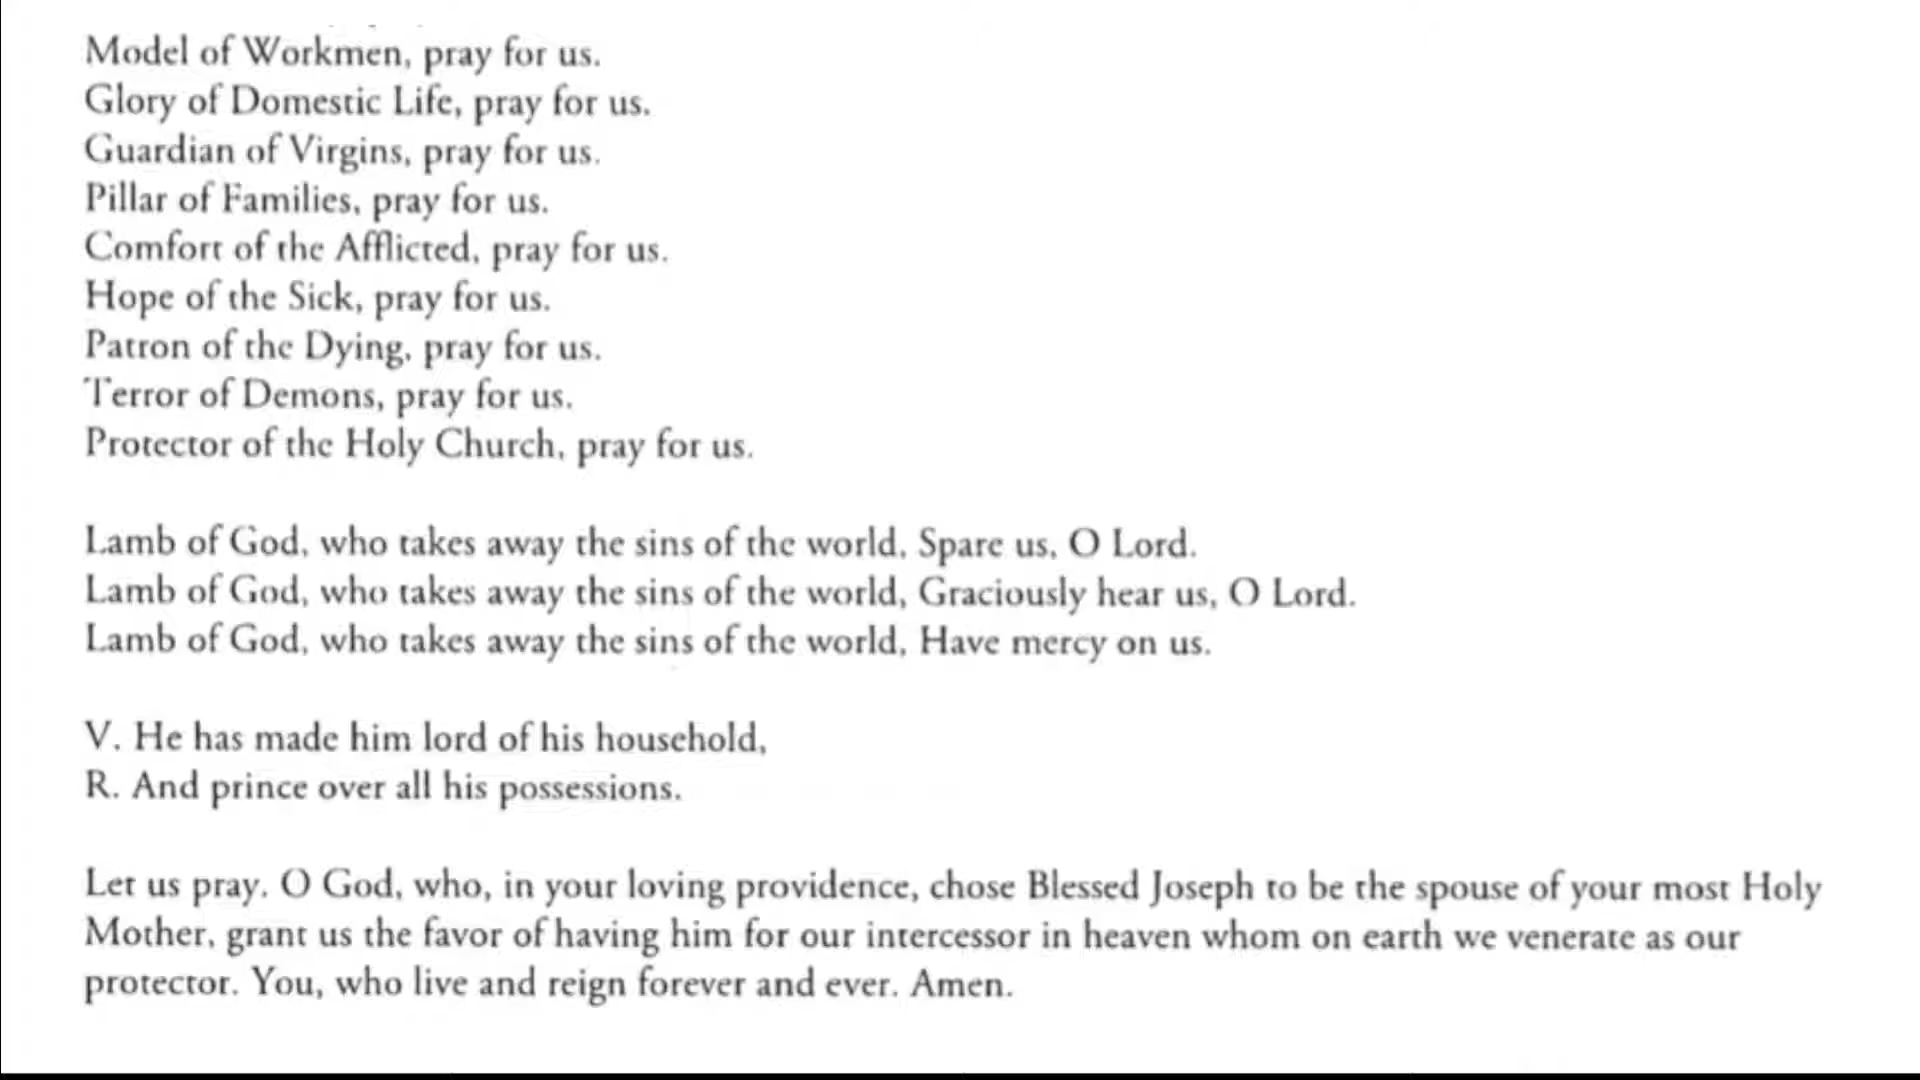 Model of Workmen, pray for us.
Glory of Domestic Life, pray for us.
Guardian of Virgins, pray for us.
Pillar of Families, pray for us.
Comfort of the Afflicted, pray for us.
Hope of the Sick, pray for us.
Patron of the Dying, pray for us.
Terror of Demons, pray for us.
Protector of the Holy Church, pray for us.
Lamb of God, who takes away the sins of the world, Spare us, O Lord.
Lamb of God, who takes away the sins of the world, Graciously hear us, O Lord.
Lamb of God, who takes away the sins of the world, Have mercy on us.
V. He has made him lord of his household,
R. And prince over all his possessions.
Let us pray. O God, who, in your loving providence, chose Blessed Joseph to be the spouse of your most Holy
Mother, grant us the favor of having him for our intercessor in heaven whom on earth we venerate as our
protector. You, who live and reign forever and ever. Amen.